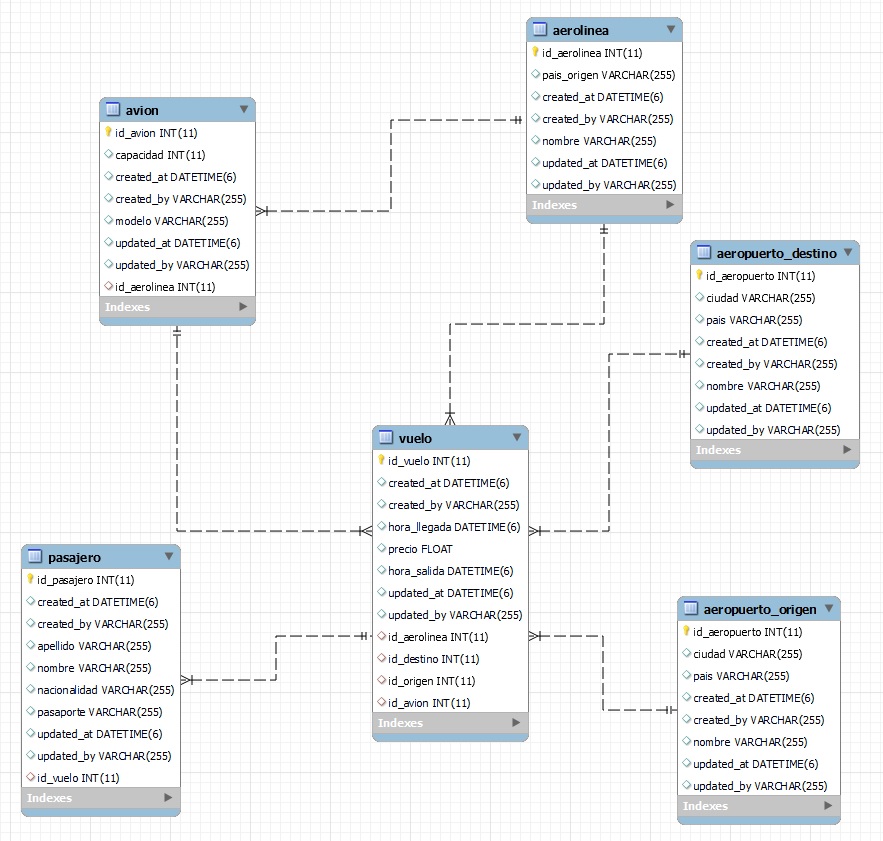 aerolinea
id_aerolinea INT(11)
pais_origen VARCHAR(255)
created_at DATETIME(6)
created_by VARCHAR(255)
nombre VARCHAR(255)
updated_at DATETIME(6)
updated_by VARCHAR(255)
Indexes
avion
id_avion INT(11)
capacidad INT(11)
created_at DATETIME(6)
created_by VARCHAR(255)
modelo VARCHAR(255)
updated_at DATETIME(6)
updated_by VARCHAR(255)
id_aerolinea INT(11)
Indexes
aeropuerto_destino
id_aeropuerto INT(11)
ciudad VARCHAR(255)
pais VARCHAR(255)
created_at DATETIME(6)
created_by VARCHAR(255)
nombre VARCHAR(255)
updated_at DATETIME(6)
updated_by VARCHAR(255)
Indexes
vuelo
id_vuelo INT(11)
created_at DATETIME(6)
created_by VARCHAR(255)
hora_llegada DATETIME(6)
precio FLOAT
hora_salida DATETIME(6)
updated_at DATETIME(6)
updated_by VARCHAR(255)
id_aerolinea INT(11)
id_destino INT(11)
id_origen INT(11)
id_avion INT(11)
Indexes
pasajero
id_pasajero INT(11)
created_at DATETIME(6)
created_by VARCHAR(255)
apellido VARCHAR(255)
nombre VARCHAR(255)
nacionalidad VARCHAR(255)
pasaporte VARCHAR(255)
updated_at DATETIME(6)
updated_by VARCHAR(255)
id_vuelo INT(11)
Indexes
aeropuerto_origen
id_aeropuerto INT(11)
ciudad VARCHAR(255)
pais VARCHAR(255)
created_at DATETIME(6)
created_by VARCHAR(255)
nombre VARCHAR(255)
updated_at DATETIME(6)
updated_by VARCHAR(255)
Indexes